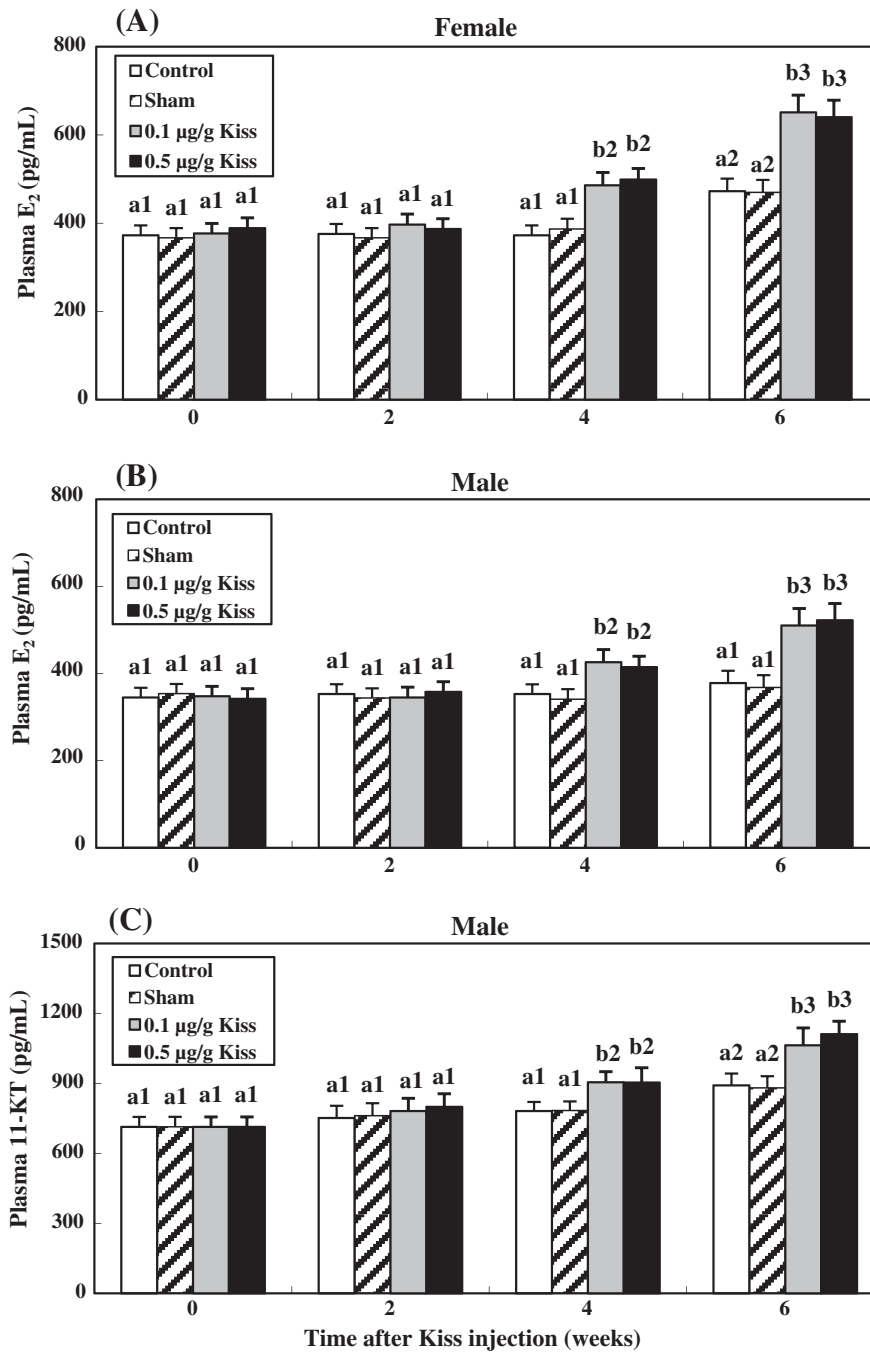 (A)
Female
800
600
400
200
0
Plasma E₂ (pg/mL)
Control
Sham
0.1 µg/g Kiss
0.5 µg/g Kiss
a1 a1 a1 a1
a1 a1 a1 a1
a1 a1 b2 b2
a2 a2 b3 b3
0 2 4 6
(B)
Male
800
600
400
200
0
Plasma E₂ (pg/mL)
Control
Sham
0.1 µg/g Kiss
0.5 µg/g Kiss
a1 a1 a1 a1
a1 a1 a1 a1
a1 a1 b2 b2
a1 a1 b3 b3
0 2 4 6
(C)
Male
1500
1200
900
600
300
0
Plasma 11-KT (pg/mL)
Control
Sham
0.1 µg/g Kiss
0.5 µg/g Kiss
a1 a1 a1 a1
a1 a1 a1 a1
a1 a1 b2 b2
a2 a2 b3 b3
0 2 4 6
Time after Kiss injection (weeks)